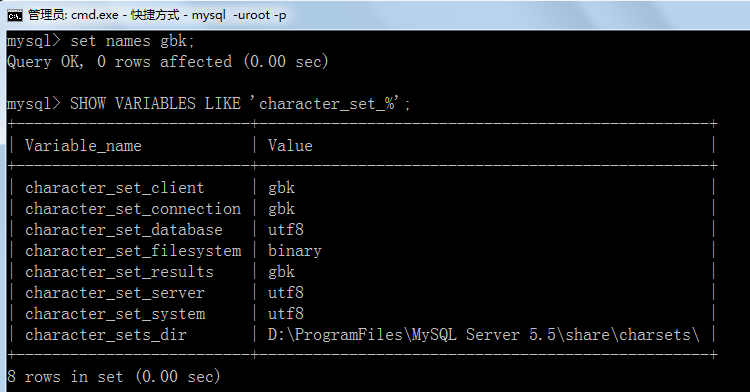 管理员: cmd.exe - 快捷方式 - mysql  -uroot -p
mysql> set names gbk;
Query OK, 0 rows affected (0.00 sec)
mysql> SHOW VARIABLES LIKE 'character_set_%';
+--------------------------+-------------------------------------------------+
| Variable_name            | Value                                           |
+--------------------------+-------------------------------------------------+
| character_set_client     | gbk                                             |
| character_set_connection | gbk                                             |
| character_set_database   | utf8                                            |
| character_set_filesystem | binary                                          |
| character_set_results    | gbk                                             |
| character_set_server     | utf8                                            |
| character_set_system     | utf8                                            |
| character_sets_dir       | D:\ProgramFiles\MySQL Server 5.5\share\charsets\ |
+--------------------------+-------------------------------------------------+
8 rows in set (0.00 sec)